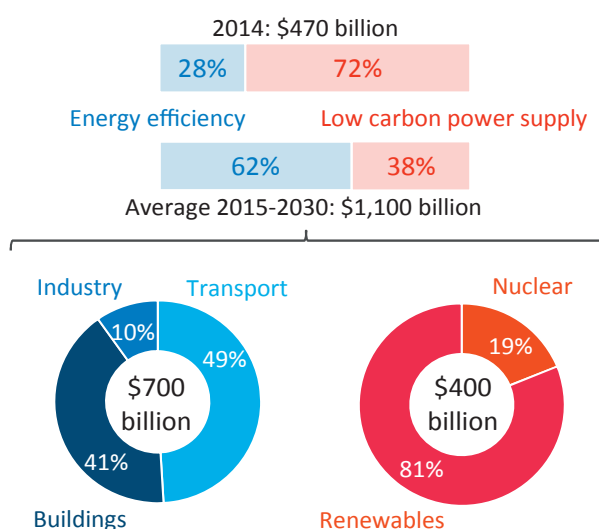 2014: $470 billion
28% 72%
Energy efficiency Low carbon power supply
62% 38%
Average 2015-2030: $1,100 billion
Industry Transport
10%
49%
$700
billion
41%
Buildings
Nuclear
19%
$400
billion
81%
Renewables